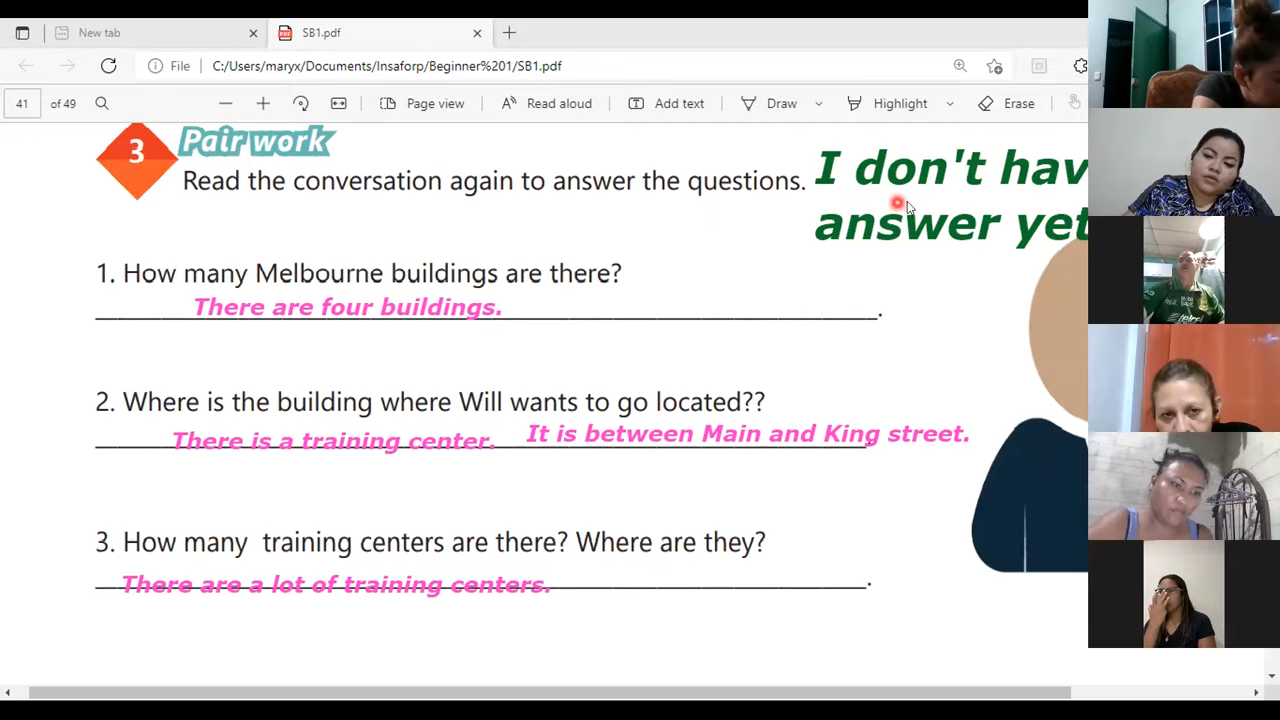 New tab
SB1.pdf
File C:/Users/maryx/Documents/Insaforp/Beginner%201/SB1.pdf
41 of 49 Page view Read aloud Add text Draw Highlight Erase
3 Pair work
Read the conversation again to answer the questions.
I don't hav
answer yet
1. How many Melbourne buildings are there?
There are four buildings.
2. Where is the building where Will wants to go located??
There is a training center. It is between Main and King street.
3. How many training centers are there? Where are they?
There are a lot of training centers.